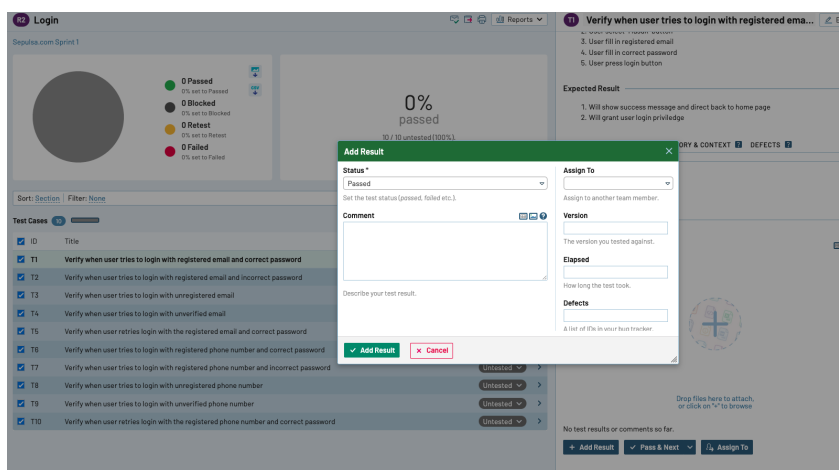 R2 Login
Reports
Sepulsa.com Sprint 1
0 Passed
0% set to Passed
0 Blocked
0% set to Blocked
0 Retest
0% set to Retest
0 Failed
0% set to Failed
CSV
0%
passed
10 / 10 untested (100%).
Sort: Section Filter: None
Test Cases 10
ID Title
T1 Verify when user tries to login with registered email and correct password
T2 Verify when user tries to login with registered email and incorrect password
T3 Verify when user tries to login with unregistered email
T4 Verify when user tries to login with unverified email
T5 Verify when user retries login with the registered email and correct password
T6 Verify when user tries to login with registered phone number and correct password
T7 Verify when user tries to login with registered phone number and incorrect password Untested
T8 Verify when user tries to login with unregistered phone number Untested
T9 Verify when user tries to login with unverified phone number Untested
T10 Verify when user retries login with the registered phone number and correct password Untested
Add Result
Status *
Passed
Set the test status (passed, failed etc.).
Comment
Describe your test result.
Assign To
Assign to another team member.
Version
The version you tested against.
Elapsed
How long the test took.
Defects
A list of IDs in your bug tracker.
Add Result
Cancel
T1 Verify when user tries to login with registered ema... E
3. User fill in registered email
4. User fill in correct password
5. User press login button
Expected Result
1. Will show success message and direct back to home page
2. Will grant user login priviledge
ORY & CONTEXT ? DEFECTS ?
Drop files here to attach,
or click on "+" to browse
No test results or comments so far.
+ Add Result
Pass & Next
Assign To